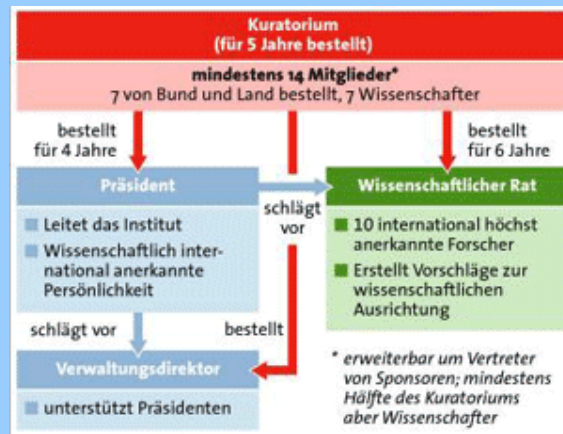 Kuratorium
(für 5 Jahre bestellt)
mindestens 14 Mitglieder*
7 von Bund und Land bestellt, 7 Wissenschafter
bestellt
für 4 Jahre
bestellt
für 6 Jahre
Präsident
Leitet das Institut
Wissenschaftlich inter-
national anerkannte
Persönlichkeit
schlägt
vor
Wissenschaftlicher Rat
10 international höchst
anerkannte Forscher
Erstellt Vorschläge zur
wissenschaftlichen
Ausrichtung
schlägt vor
bestellt
Verwaltungsdirektor
unterstützt Präsidenten
* erweiterbar um Vertreter
von Sponsoren; mindestens
Hälfte des Kuratoriums
aber Wissenschafter